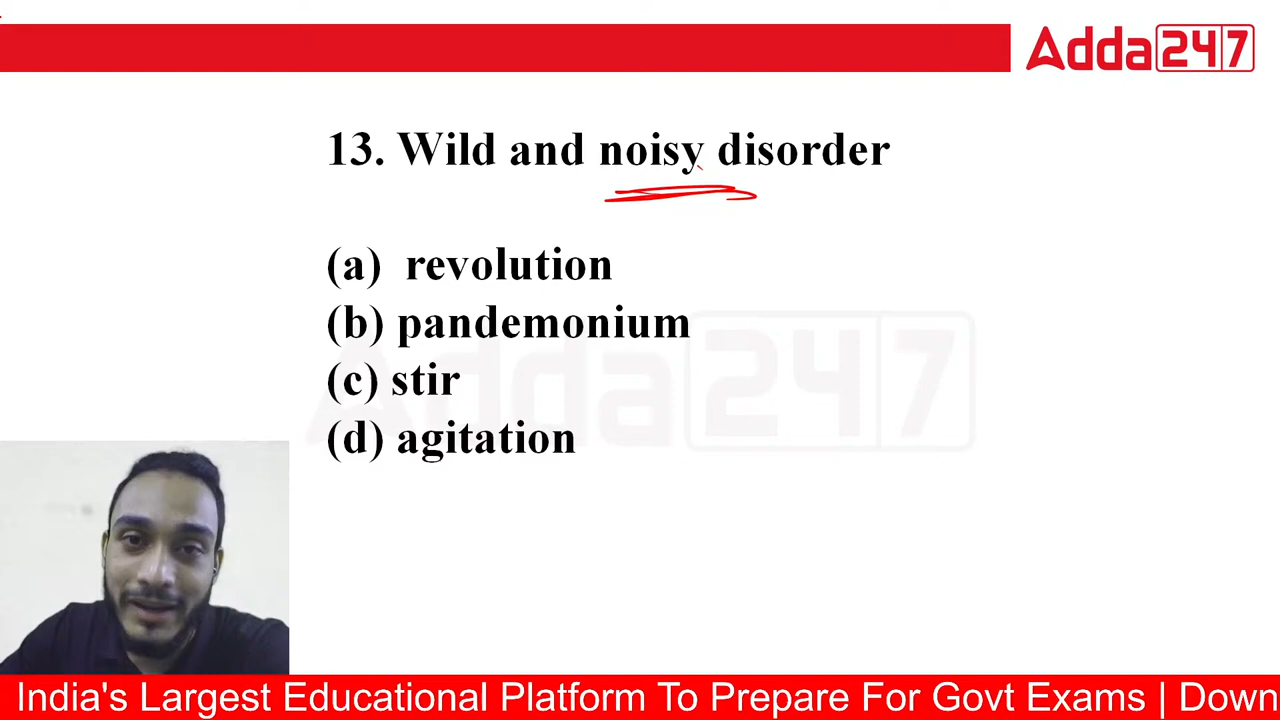 Adda247
13. Wild and noisy disorder
(a) revolution
(b) pandemonium
(c) stir
(d) agitation
Adda247
India's Largest Educational Platform To Prepare For Govt Exams | Down